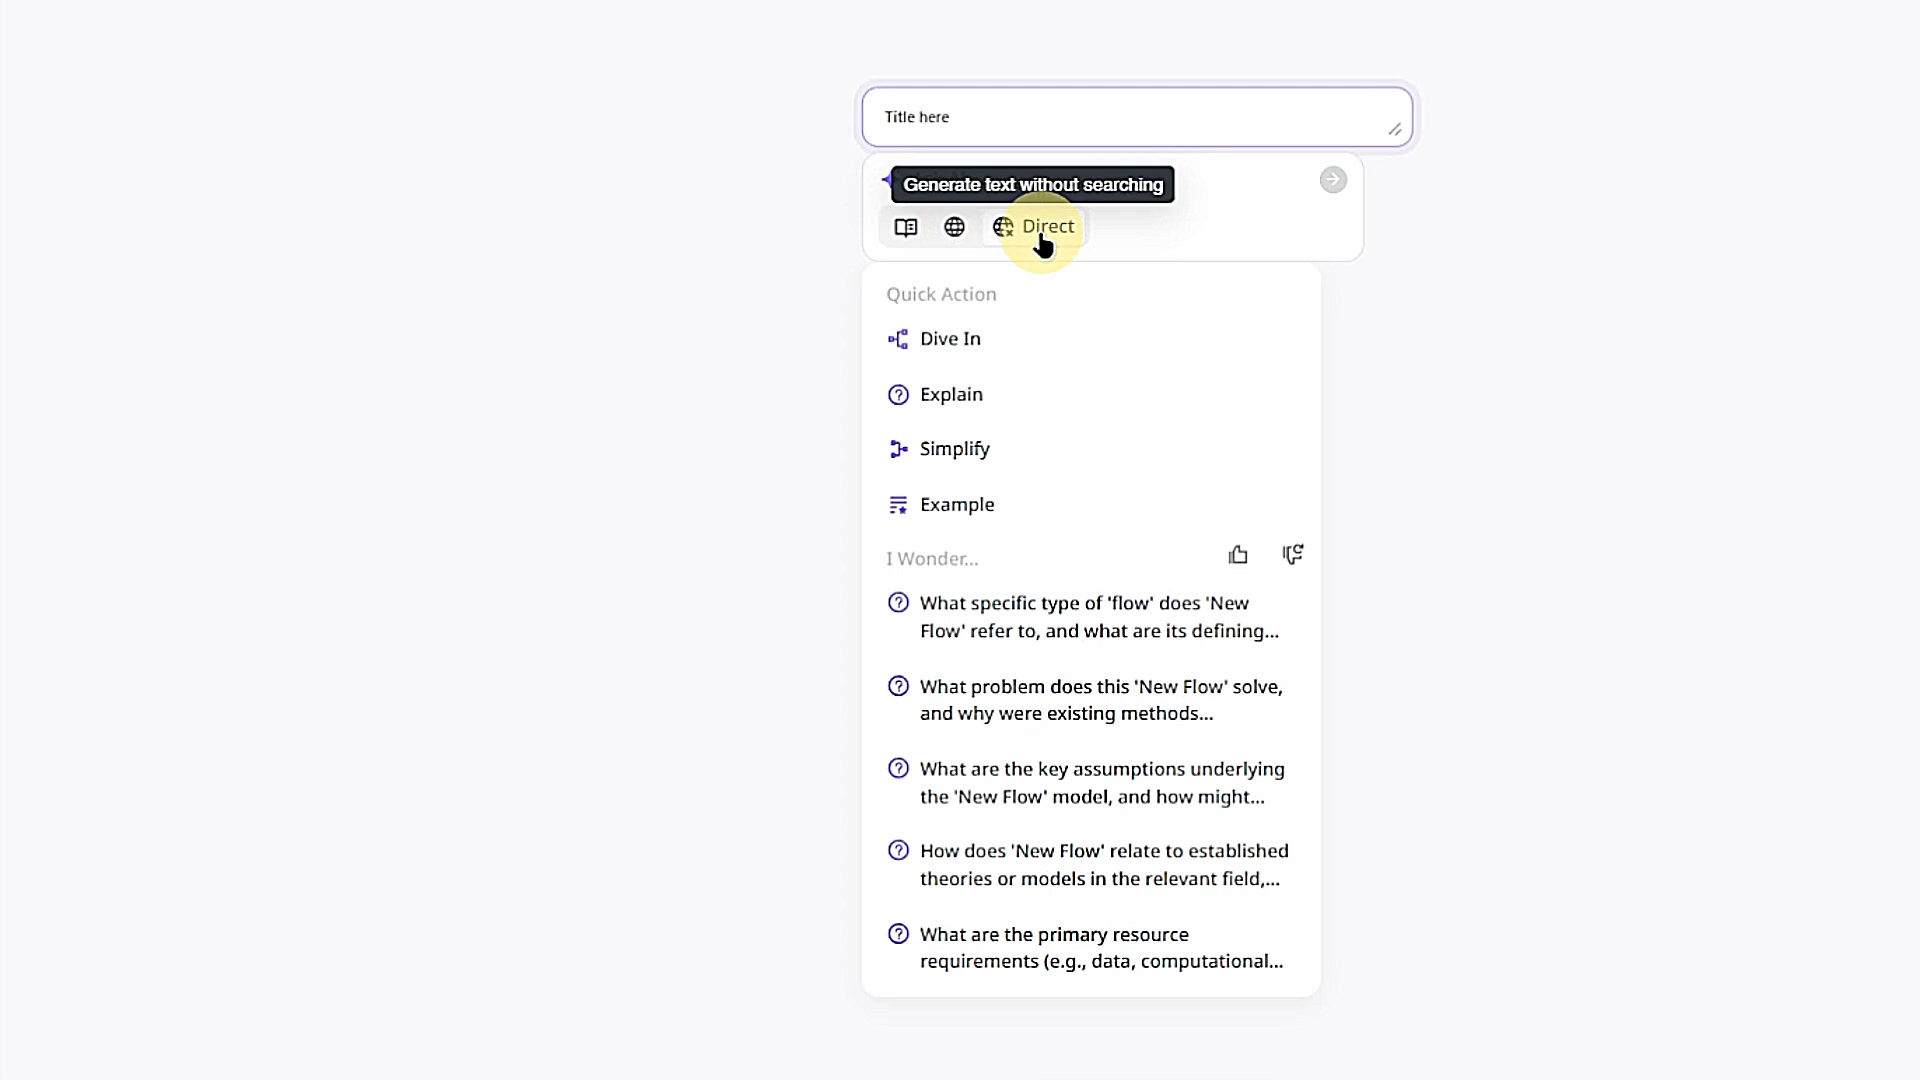 Title here
Generate text without searching
Direct
Quick Action
Dive In
Explain
Simplify
Example
I Wonder...
What specific type of 'flow' does 'New
Flow' refer to, and what are its defining...
What problem does this 'New Flow' solve,
and why were existing methods...
What are the key assumptions underlying
the 'New Flow' model, and how might...
How does 'New Flow' relate to established
theories or models in the relevant field,...
What are the primary resource
requirements (e.g., data, computational...